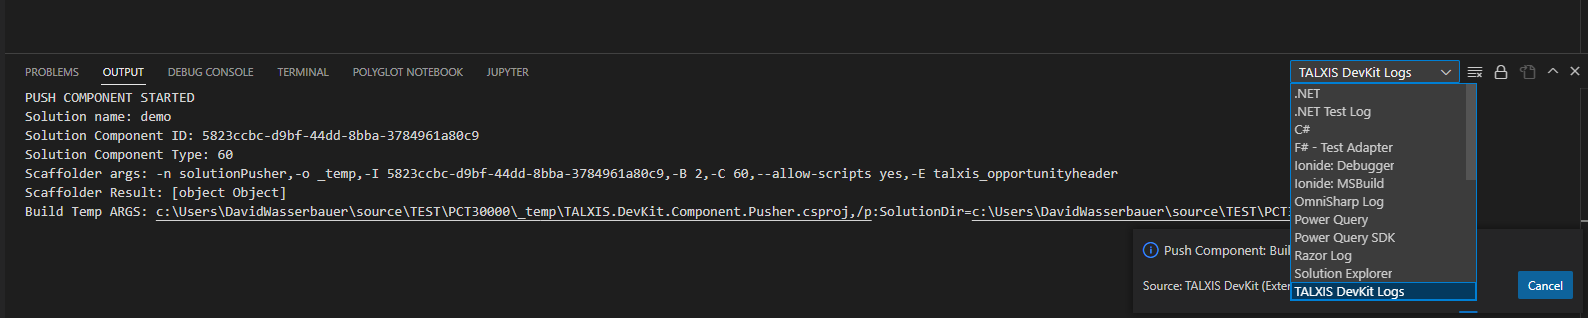 PROBLEMS OUTPUT DEBUG CONSOLE TERMINAL POLYGLOT NOTEBOOK JUPYTER TALXIS DevKit Logs
PUSH COMPONENT STARTED
Solution name: demo
Solution Component ID: 5823ccbc-d9bf-44dd-8bba-3784961a80c9
Solution Component Type: 60
Scaffolder args: -n solutionPusher,-o _temp,-I 5823ccbc-d9bf-44dd-8bba-3784961a80c9,-B 2,-C 60,--allow-scripts yes,-E talxis_opportunityheader
Scaffolder Result: [object Object]
Build Temp ARGS: c:\Users\DavidWasserbauer\source\TEST\PCT30000\_temp\TALXIS.DevKit.Component.Pusher.csproj,/p:SolutionDir=c:\Users\DavidWasserbauer\source\TEST\PCT
.NET
.NET Test Log
C#
F# - Test Adapter
Ionide: Debugger
Ionide: MSBuild
OmniSharp Log
Power Query
Power Query SDK
Razor Log
Solution Explorer
TALXIS DevKit Logs
Push Component: Buil
Source: TALXIS DevKit (Exter
Cancel